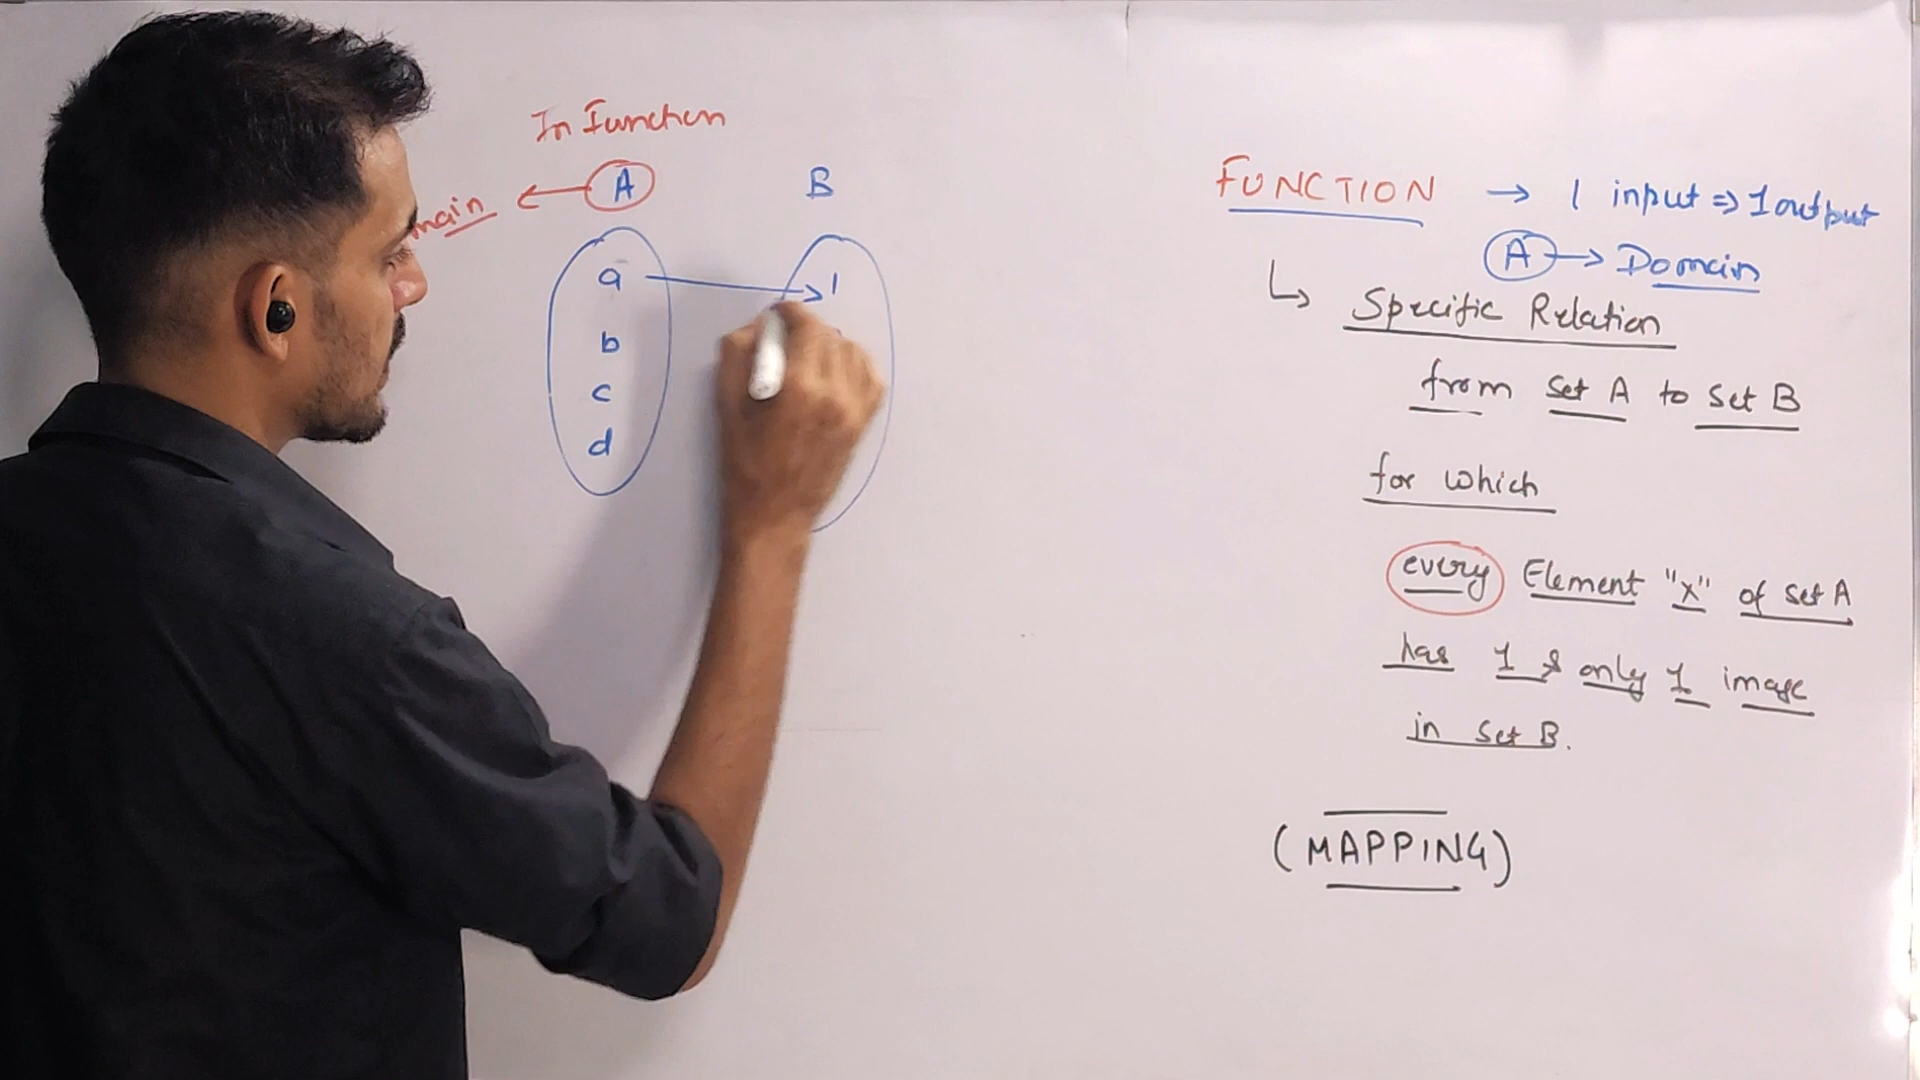 In Function
A B
main
a 1
b
c
d
FUNCTION → 1 input ⇒ 1 output
A → Domain
↳ Specific Relation
from set A to set B
for which
every Element "x" of set A
has 1 & only 1 image
in set B.
(MAPPING)